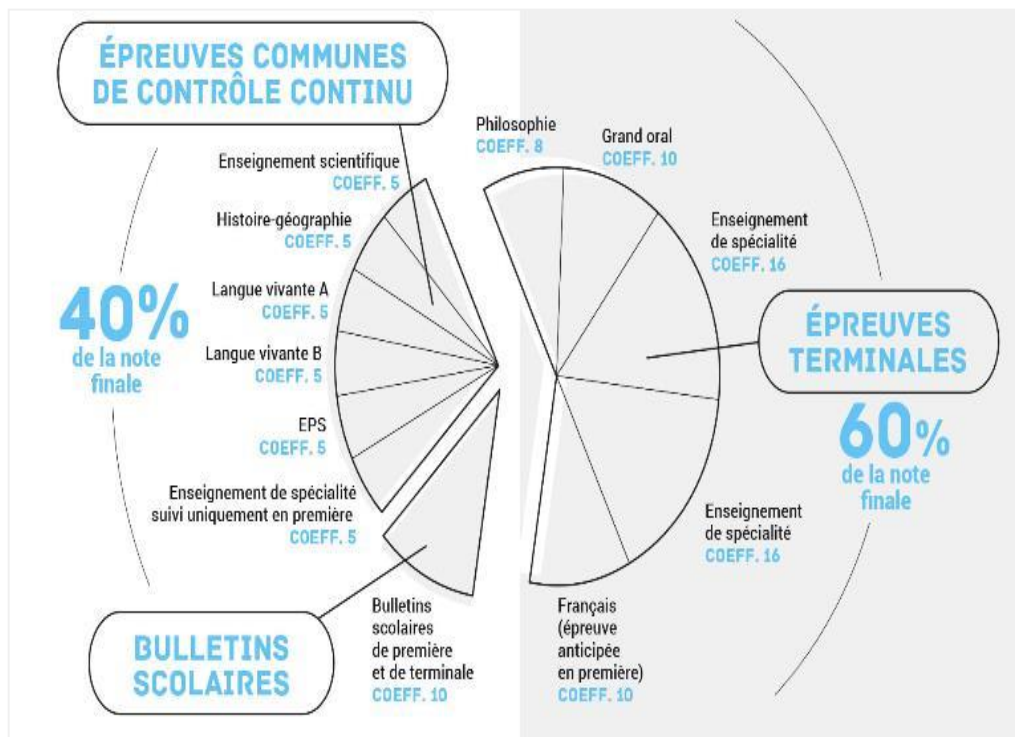 ÉPREUVES COMMUNES
DE CONTRÔLE CONTINU
Enseignement scientifique
COEFF. 5
Histoire-géographie
COEFF. 5
Langue vivante A
COEFF. 5
Langue vivante B
COEFF. 5
EPS
COEFF. 5
Enseignement de spécialité
suivi uniquement en première
COEFF. 5
40%
de la note
finale
BULLETINS
SCOLAIRES
Bulletins
scolaires
de première
et de terminale
COEFF. 10
Philosophie
COEFF. 8
Grand oral
COEFF. 10
Enseignement
de spécialité
COEFF. 16
ÉPREUVES
TERMINALES
60%
de la note
finale
Enseignement
de spécialité
COEFF. 16
Français
(épreuve
anticipée
en première)
COEFF. 10